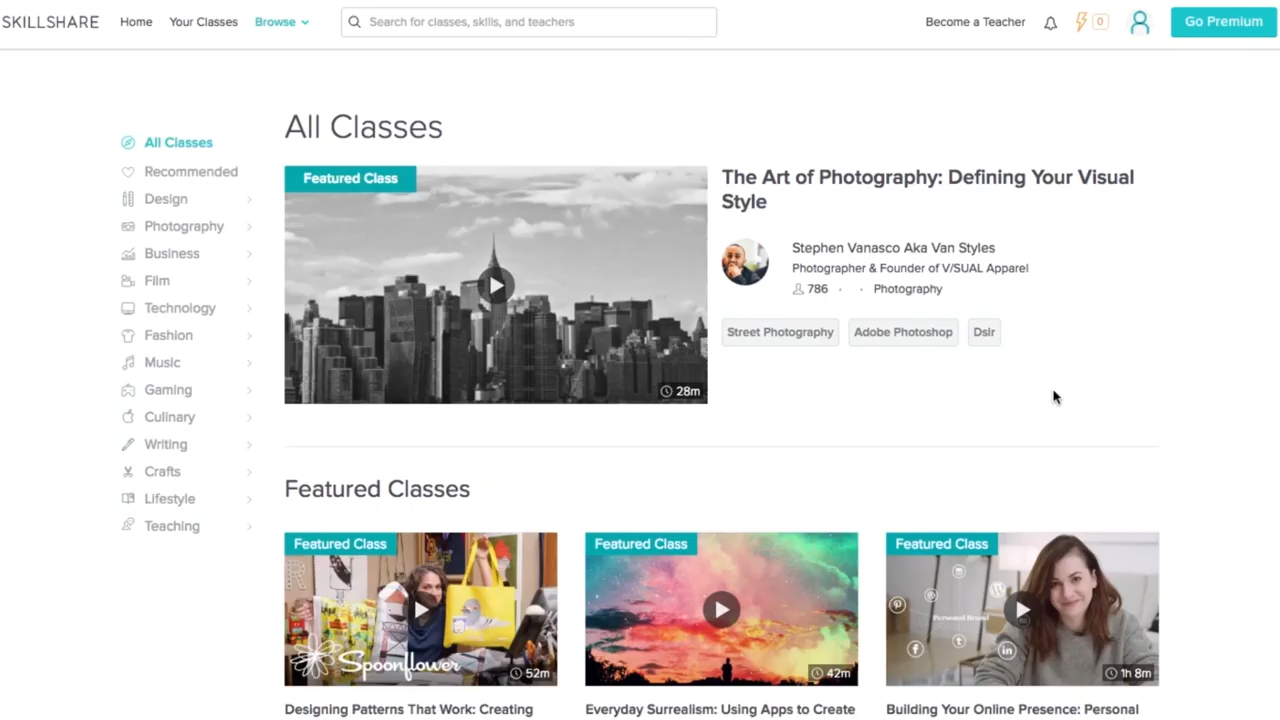 SKILLSHARE Home Your Classes Browse Search for classes, skills, and teachers Become a Teacher 0 Go Premium
All Classes
All Classes
Recommended
Design
Photography
Business
Film
Technology
Fashion
Music
Gaming
Culinary
Writing
Crafts
Lifestyle
Teaching
Featured Class
28m
The Art of Photography: Defining Your Visual
Style
Stephen Vanasco Aka Van Styles
Photographer & Founder of V/SUAL Apparel
786 · · Photography
Street Photography Adobe Photoshop Dslr
Featured Classes
Featured Class
Spoonflower
52m
Designing Patterns That Work: Creating
Featured Class
42m
Everyday Surrealism: Using Apps to Create
Featured Class
Personal Brand
1h 8m
Building Your Online Presence: Personal